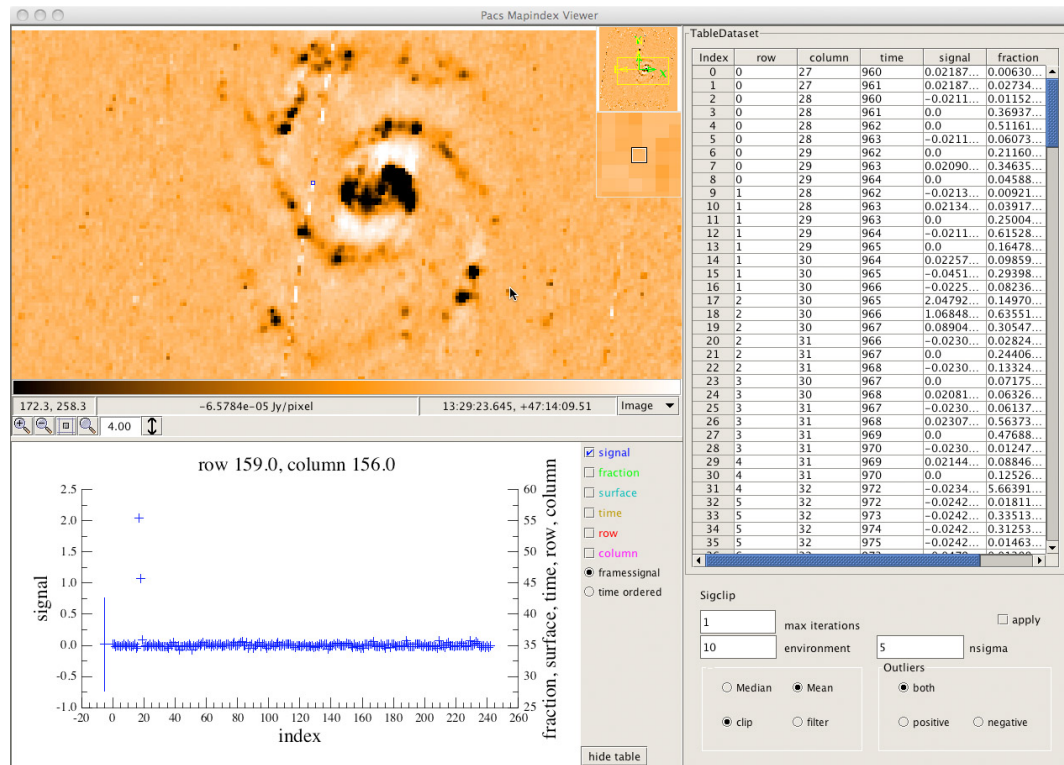 Pacs Mapindex Viewer
N
X
172.3, 258.3 -6.5784e-05 Jy/pixel 13:29:23.645, +47:14:09.51 Image
4.00
row 159.0, column 156.0
signal
2.5
2.0
1.5
1.0
0.5
0.0
-0.5
-1.0
-20 0 20 40 60 80 100 120 140 160 180 200 220 240 260
index
60
55
50
45
40
35
30
25
fraction, surface, time, row, column
signal
fraction
surface
time
row
column
framessignal
time ordered
hide table
TableDataset
Index row column time signal fraction
0 0 27 960 0.02187... 0.00630...
1 0 27 961 0.02187... 0.02734...
2 0 28 960 -0.0211... 0.01152...
3 0 28 961 0.0 0.36937...
4 0 28 962 0.0 0.51161...
5 0 28 963 -0.0211... 0.06073...
6 0 29 962 0.0 0.21160...
7 0 29 963 0.02090... 0.34635...
8 0 29 964 0.0 0.04588...
9 1 28 962 -0.0213... 0.00921...
10 1 28 963 0.02134... 0.03917...
11 1 29 963 0.0 0.25004...
12 1 29 964 -0.0211... 0.61528...
13 1 29 965 0.0 0.16478...
14 1 30 964 0.02257... 0.09859...
15 1 30 965 -0.0451... 0.29398...
16 1 30 966 -0.0225... 0.08236...
17 2 30 965 2.04792... 0.14970...
18 2 30 966 1.06848... 0.63551...
19 2 30 967 0.08904... 0.30547...
20 2 31 966 -0.0230... 0.02824...
21 2 31 967 0.0 0.24406...
22 2 31 968 -0.0230... 0.13324...
23 3 30 967 0.0 0.07175...
24 3 30 968 0.02081... 0.06326...
25 3 31 967 -0.0230... 0.06137...
26 3 31 968 0.02307... 0.56373...
27 3 31 969 0.0 0.47688...
28 3 31 970 -0.0230... 0.01247...
29 4 31 969 0.02144... 0.08846...
30 4 31 970 0.0 0.12526...
31 4 32 972 -0.0234... 5.66391...
32 5 32 972 -0.0242... 0.01811...
33 5 32 973 -0.0242... 0.33513...
34 5 32 974 -0.0242... 0.31253...
35 5 32 975 -0.0242... 0.01463...
Sigclip
1 max iterations
apply
10 environment 5 nsigma
Outliers
Median Mean both
clip filter positive negative